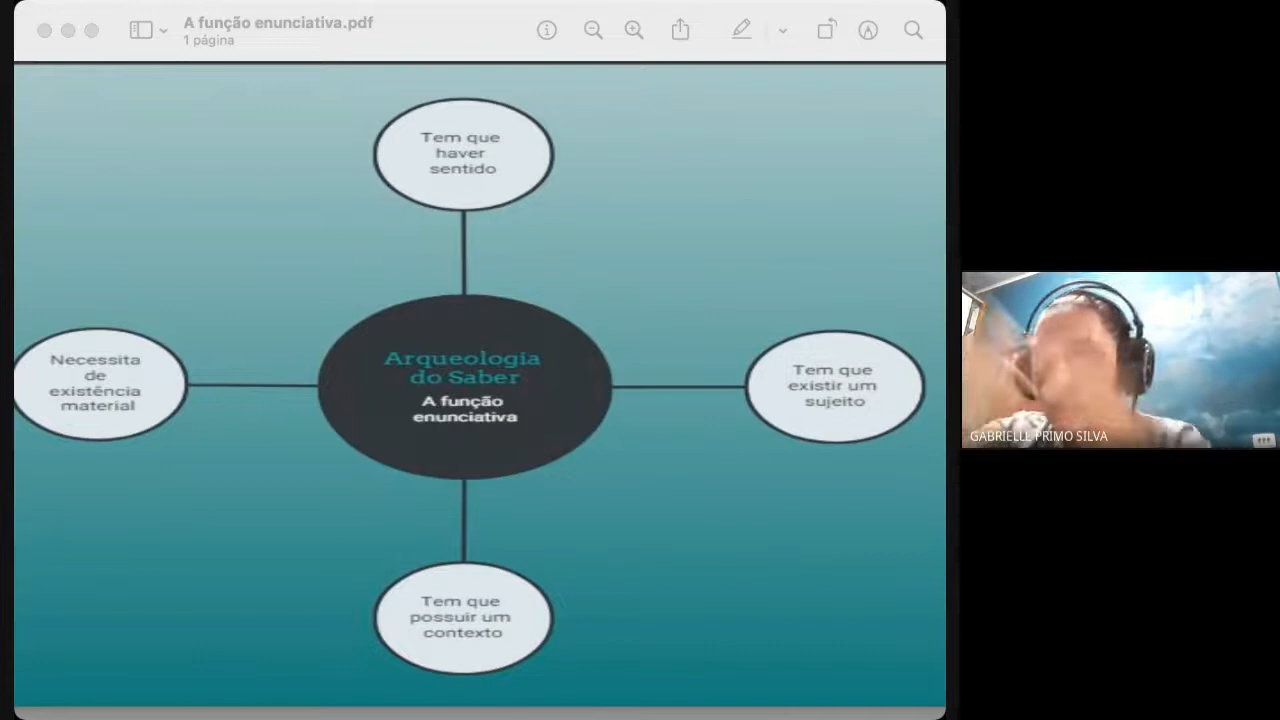 A função enunciativa.pdf
1 página
Tem que
haver
sentido
Necessita
de
existência
material
Arqueologia
do Saber
A função
enunciativa
Tem que
existir um
sujeito
Tem que
possuir um
contexto
PRIMO SILVA